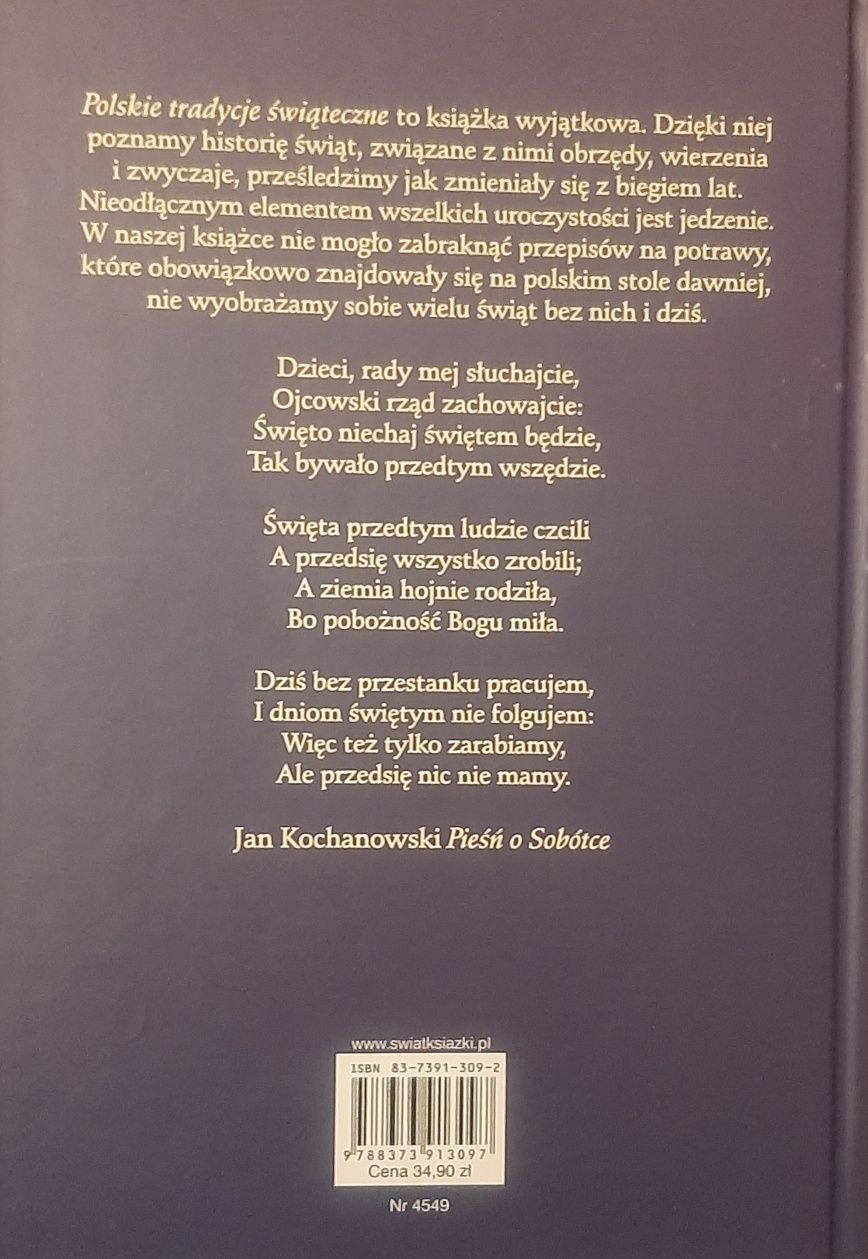 Polskie tradycje świąteczne to książka wyjątkowa. Dzięki niej
poznamy historię świąt, związane z nimi obrzędy, wierzenia
i zwyczaje, prześledzimy jak zmieniały się z biegiem lat.
Nieodłącznym elementem wszelkich uroczystości jest jedzenie.
W naszej książce nie mogło zabraknąć przepisów na potrawy,
które obowiązkowo znajdowały się na polskim stole dawniej,
nie wyobrażamy sobie wielu świąt bez nich i dziś.
Dzieci, rady mej słuchajcie,
Ojcowski rząd zachowajcie:
Święto niechaj świętem będzie,
Tak bywało przedtym wszędzie.
Święta przedtym ludzie czcili
A przedsię wszystko zrobili;
A ziemia hojnie rodziła,
Bo pobożność Bogu miła.
Dziś bez przestanku pracujem,
I dniom świętym nie folgujem:
Więc też tylko zarabiamy,
Ale przedsię nic nie mamy.
Jan Kochanowski Pieśń o Sobótce
www.swiatksiazki.pl
ISBN 83-7391-309-2
9 788373 913097
Cena 34,90 zł
Nr 4549